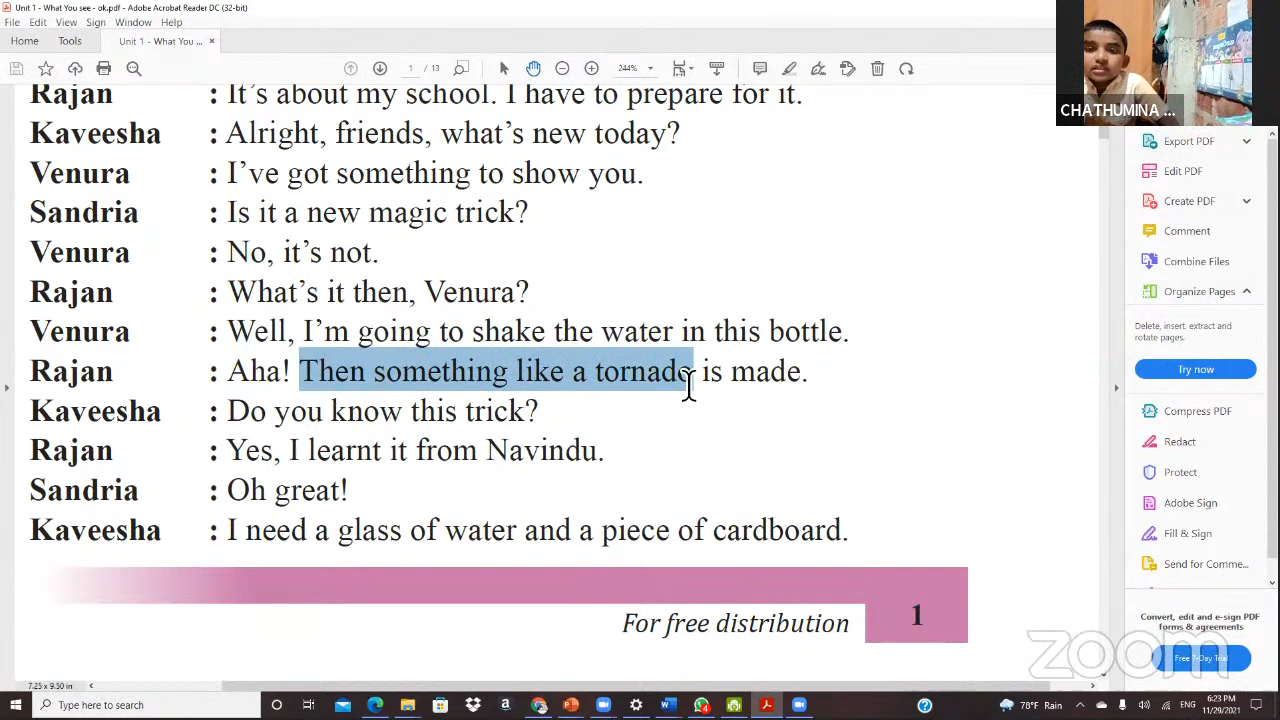 Unit 1 - What You see - ok.pdf - Adobe Acrobat Reader DC (32-bit)
File Edit View Sign Window Help
Home Tools Unit 1 - What You ... ×
1 / 13 244%
CHATHUMINA ...
Rajan : It's about my school. I have to prepare for it.
Kaveesha : Alright, friends, what's new today?
Venura : I've got something to show you.
Sandria : Is it a new magic trick?
Venura : No, it's not.
Rajan : What's it then, Venura?
Venura : Well, I'm going to shake the water in this bottle.
Rajan : Aha! Then something like a tornado is made.
Kaveesha : Do you know this trick?
Rajan : Yes, I learnt it from Navindu.
Sandria : Oh great!
Kaveesha : I need a glass of water and a piece of cardboard.
For free distribution 1
Export PDF
Edit PDF
Create PDF
Comment
Combine Files
Organize Pages
Delete, insert, extract and
rotate pages.
Try now
Compress PDF
Redact
Protect
Adobe Sign
Fill & Sign
Send for Comme...
Convert, edit and e-sign PDF
forms & agreements
Free 7-Day Trial
zoom
7.25 x 9.50 in
Type here to search
4
78°F Rain
6:23 PM
11/29/2021